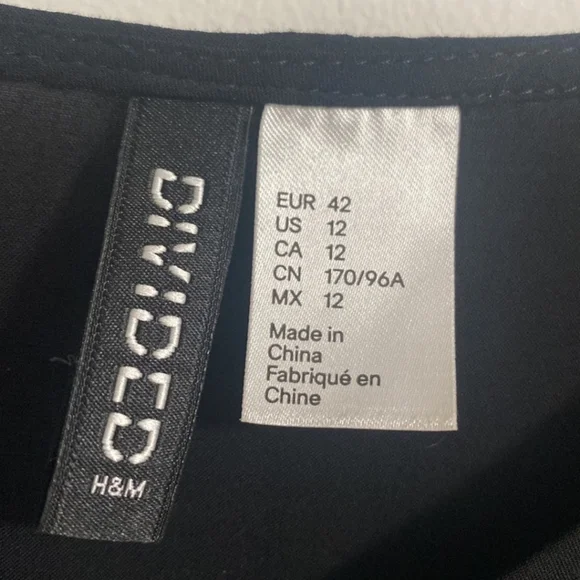 DIVIDED
H&M
EUR 42
US 12
CA 12
CN 170/96A
MX 12
Made in
China
Fabriqué en
Chine